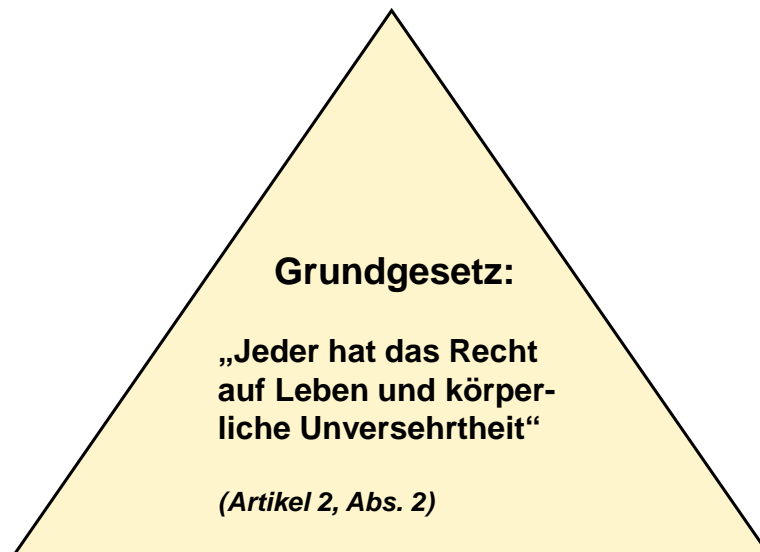 Grundgesetz:
„Jeder hat das Recht
auf Leben und körper-
liche Unversehrtheit“
(Artikel 2, Abs. 2)